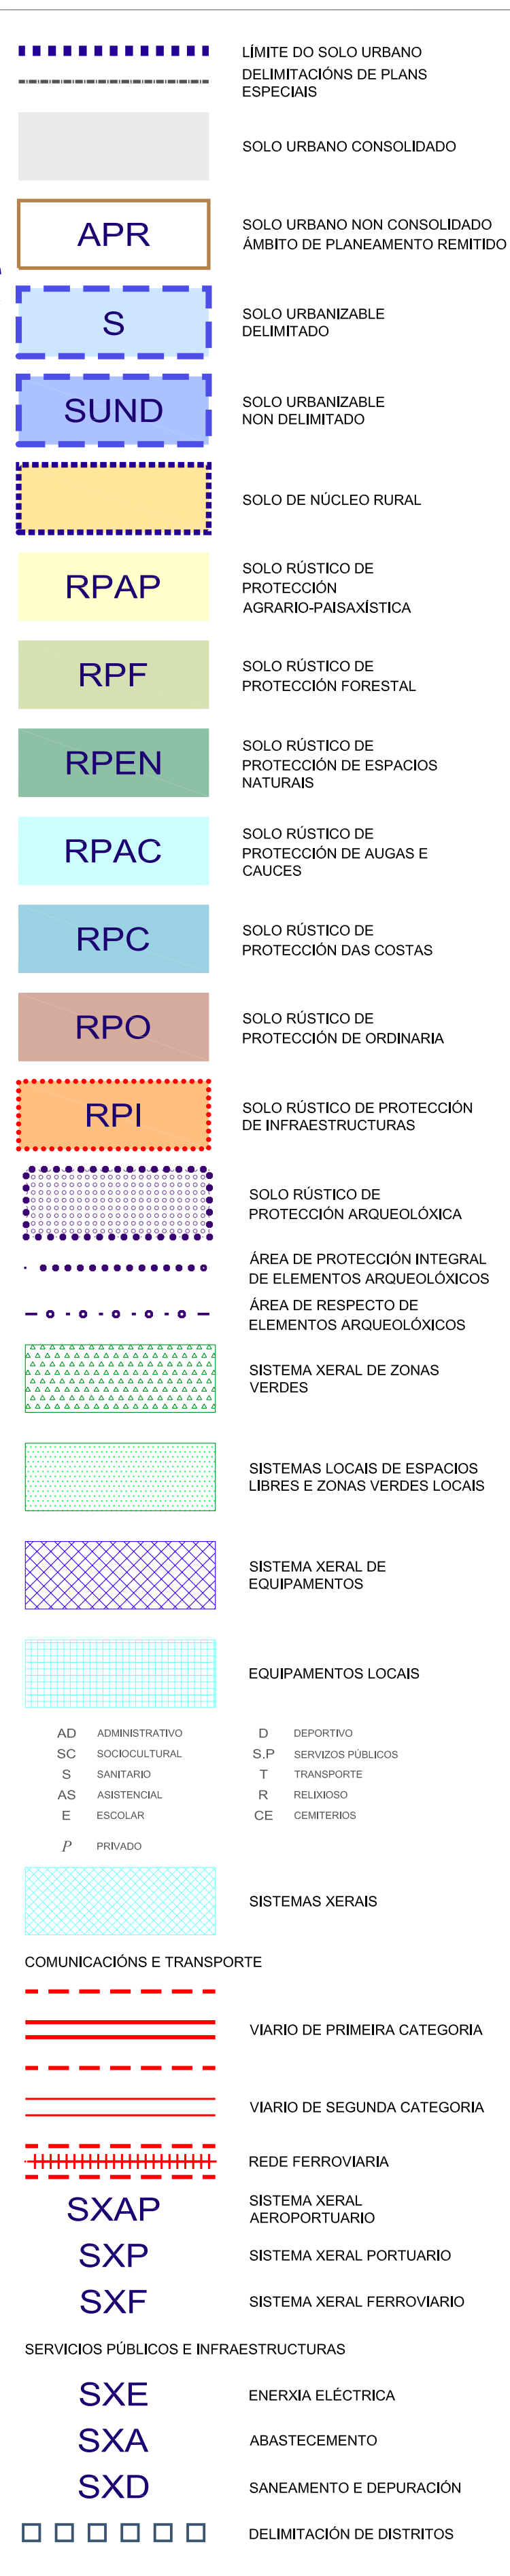 LÍMITE DO SOLO URBANO
DELIMITACIÓNS DE PLANS
ESPECIAIS
SOLO URBANO CONSOLIDADO
APR
SOLO URBANO NON CONSOLIDADO
ÁMBITO DE PLANEAMENTO REMITIDO
S
SOLO URBANIZABLE
DELIMITADO
SUND
SOLO URBANIZABLE
NON DELIMITADO
SOLO DE NÚCLEO RURAL
RPAP
SOLO RÚSTICO DE
PROTECCIÓN
AGRARIO-PAISAXÍSTICA
RPF
SOLO RÚSTICO DE
PROTECCIÓN FORESTAL
RPEN
SOLO RÚSTICO DE
PROTECCIÓN DE ESPACIOS
NATURAIS
RPAC
SOLO RÚSTICO DE
PROTECCIÓN DE AUGAS E
CAUCES
RPC
SOLO RÚSTICO DE
PROTECCIÓN DAS COSTAS
RPO
SOLO RÚSTICO DE
PROTECCIÓN DE ORDINARIA
RPI
SOLO RÚSTICO DE PROTECCIÓN
DE INFRAESTRUCTURAS
SOLO RÚSTICO DE
PROTECCIÓN ARQUEOLÓXICA
ÁREA DE PROTECCIÓN INTEGRAL
DE ELEMENTOS ARQUEOLÓXICOS
ÁREA DE RESPECTO DE
ELEMENTOS ARQUEOLÓXICOS
SISTEMA XERAL DE ZONAS
VERDES
SISTEMAS LOCAIS DE ESPACIOS
LIBRES E ZONAS VERDES LOCAIS
SISTEMA XERAL DE
EQUIPAMENTOS
EQUIPAMENTOS LOCAIS
AD ADMINISTRATIVO D DEPORTIVO
SC SOCIOCULTURAL S.P SERVIZOS PÚBLICOS
S SANITARIO T TRANSPORTE
AS ASISTENCIAL R RELIXIOSO
E ESCOLAR CE CEMITERIOS
P PRIVADO
SISTEMAS XERAIS
COMUNICACIÓNS E TRANSPORTE
VIARIO DE PRIMEIRA CATEGORIA
VIARIO DE SEGUNDA CATEGORIA
REDE FERROVIARIA
SXAP
SISTEMA XERAL
AEROPORTUARIO
SXP SISTEMA XERAL PORTUARIO
SXF SISTEMA XERAL FERROVIARIO
SERVICIOS PÚBLICOS E INFRAESTRUCTURAS
SXE ENERXIA ELÉCTRICA
SXA ABASTECEMENTO
SXD SANEAMENTO E DEPURACIÓN
DELIMITACIÓN DE DISTRITOS